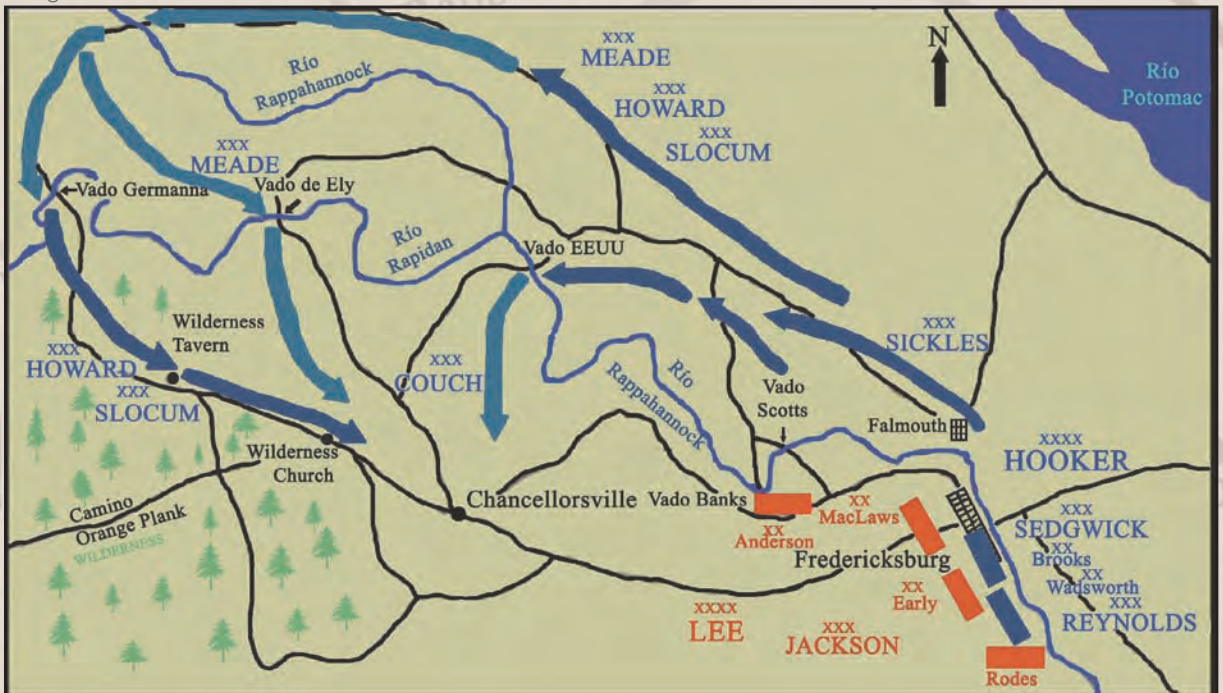 XXX
MEADE
XXX
HOWARD
XXX
SLOCUM
N
Río
Potomac
Río
Rappahannock
XXX
MEADE
Vado Germanna
Vado de Ely
Río
Rapidan
Vado EEUU
Wilderness
Tavern
XXX
HOWARD
XXX
SLOCUM
XXX
COUCH
XXX
SICKLES
Río
Rappahannock
Vado
Scotts
Falmouth
Wilderness
Church
XXXX
HOOKER
Camino
Orange Plank
WILDERNESS
Chancellorsville
Vado Banks
XX
Anderson
XX
MacLaws
Fredericksburg
XXX
SEDGWICK
XX
Brooks
XX
Wadsworth
XXX
REYNOLDS
XX
Early
XXXX
LEE
XXX
JACKSON
Rodes